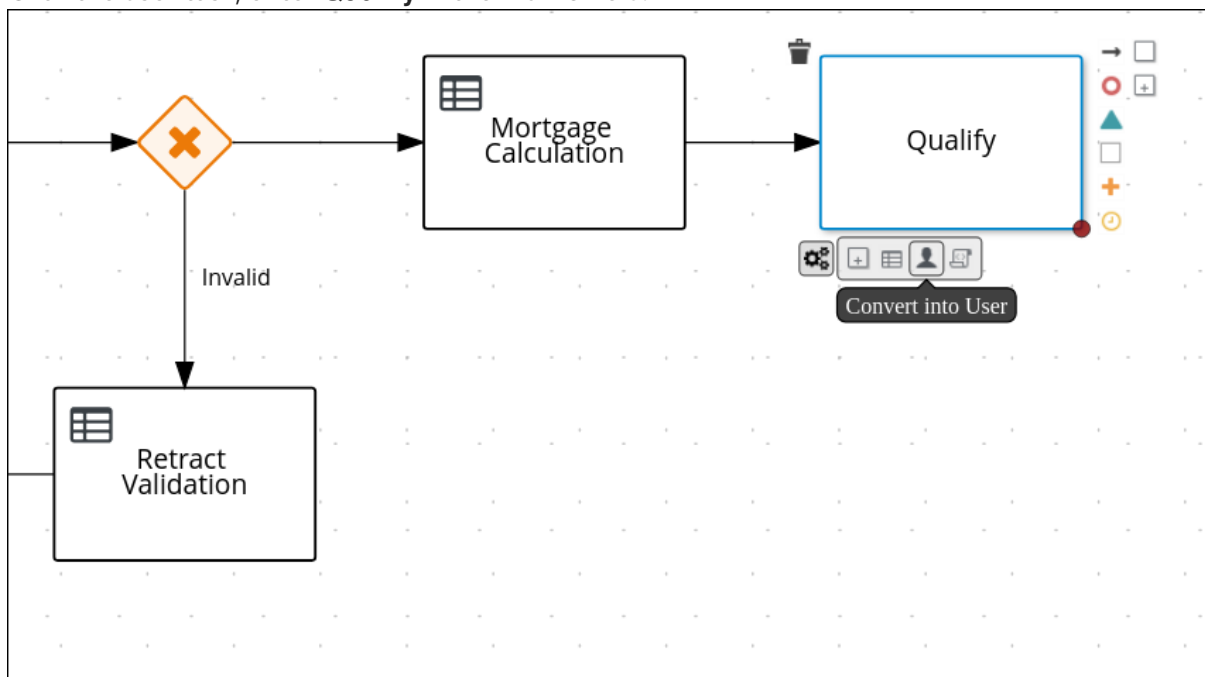 Mortgage
Calculation
Qualify
Invalid
Convert into User
Retract
Validation